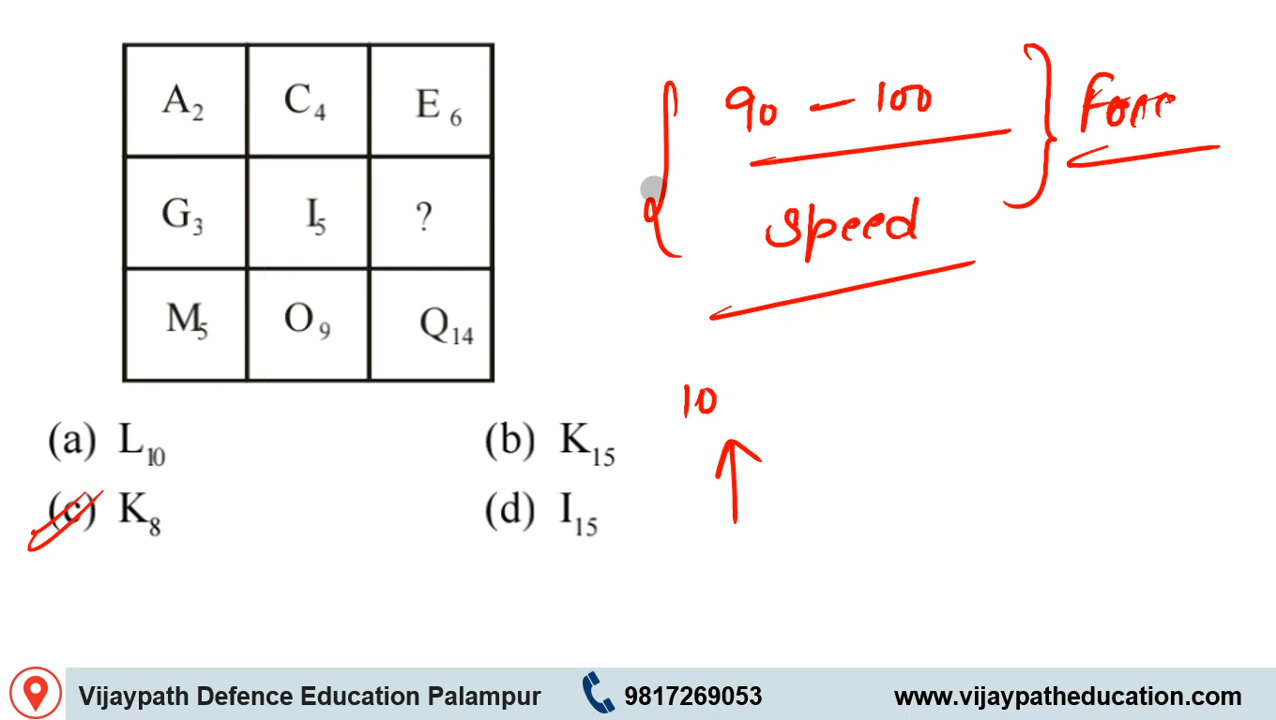 A2 C4 E6
G3 I5 ?
M5 O9 Q14
90 – 100
Speed
Force
10
(a) L10 (b) K15
(c) K8 (d) I15
Vijaypath Defence Education Palampur 9817269053 www.vijaypatheducation.com